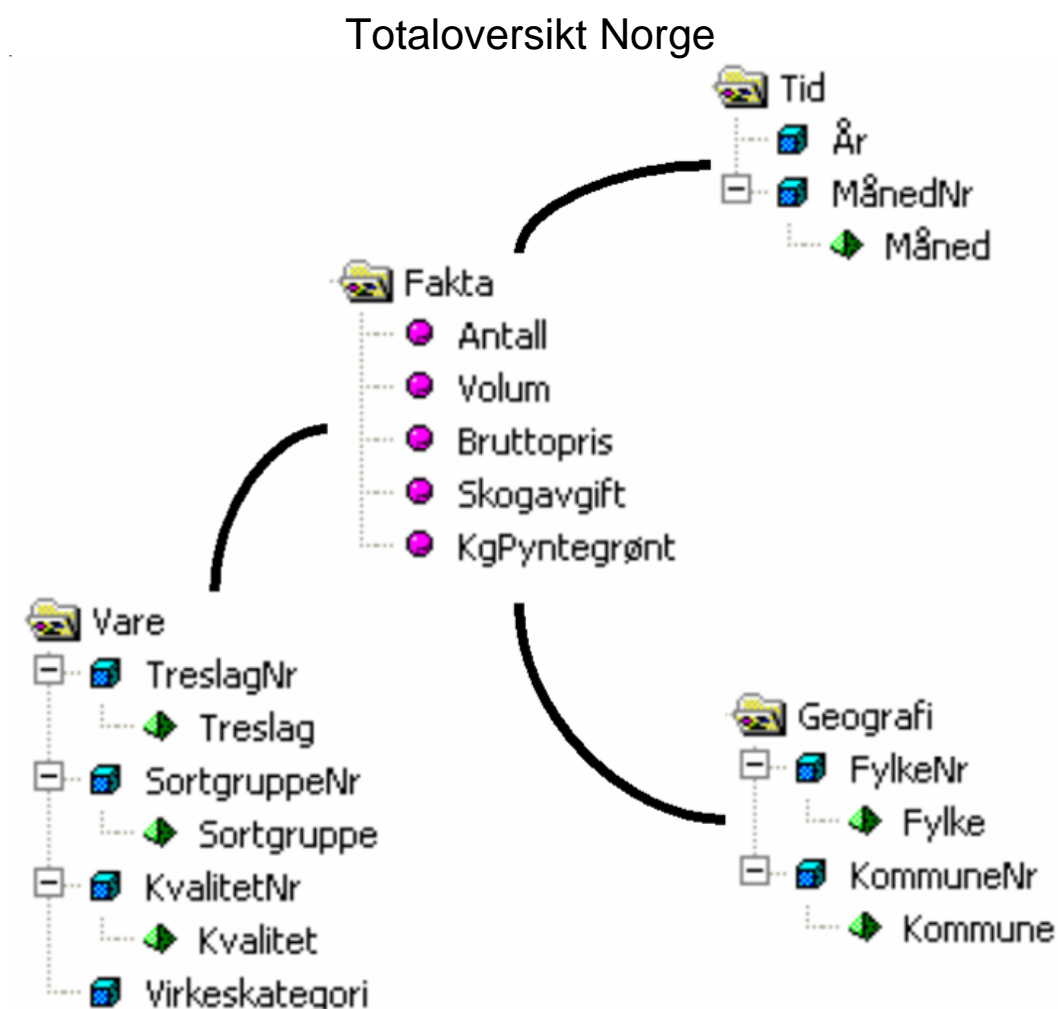 Totaloversikt Norge
Tid
År
MånedNr
Måned
Fakta
Antall
Volum
Bruttopris
Skogavgift
KgPyntegrønt
Vare
TreslagNr
Treslag
SortgruppeNr
Sortgruppe
KvalitetNr
Kvalitet
Virkeskategori
Geografi
FylkeNr
Fylke
KommuneNr
Kommune